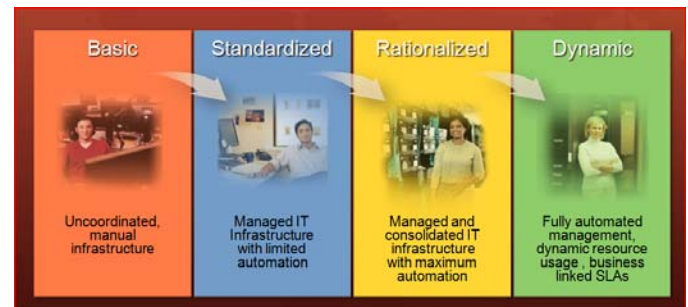 Basic
Uncoordinated,
manual
infrastructure
Standardized
Managed IT
Infrastructure
with limited
automation
Rationalized
Managed and
consolidated IT
infrastructure
with maximum
automation
Dynamic
Fully automated
management,
dynamic resource
usage , business
linked SLAs